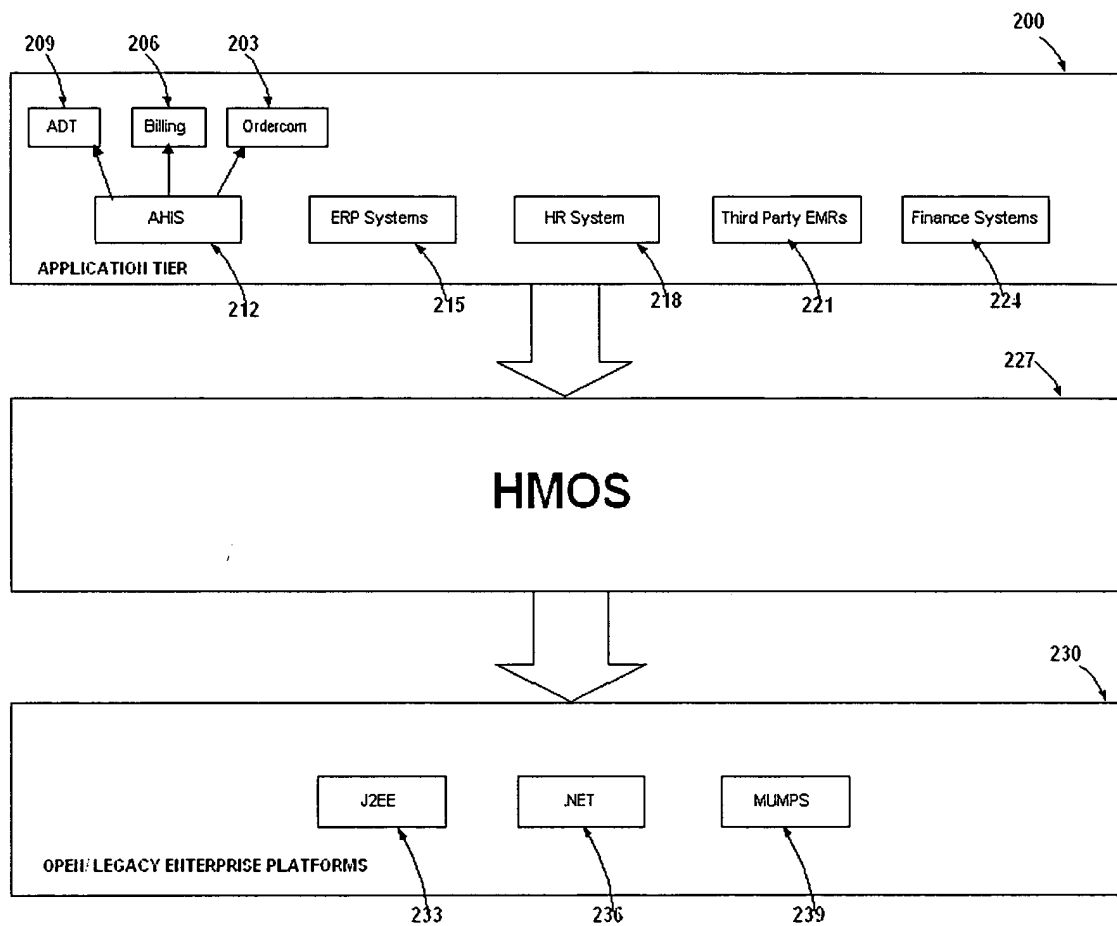 209 206 203 200
ADT Billing Ordercom
AHIS ERP Systems HR System Third Party EMRs Finance Systems
APPLICATION TIER
212 215 218 221 224
227
HMOS
230
J2EE .NET MUMPS
OPEN/ LEGACY ENTERPRISE PLATFORMS
233 236 239